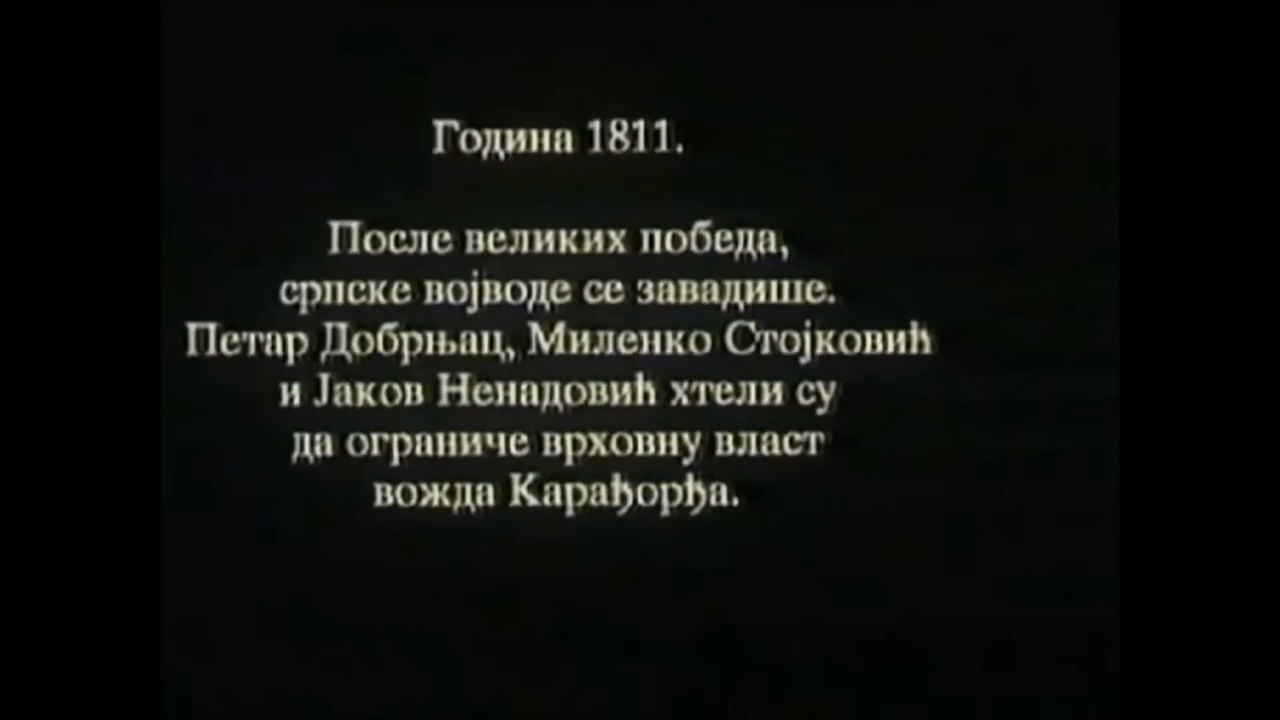 Година 1811.
После великих победа,
српске војводе се завадише.
Петар Добрњац, Миленко Стојковић
и Јаков Ненадовић хтели су
да ограниче врховну власт
вожда Карађорђа.